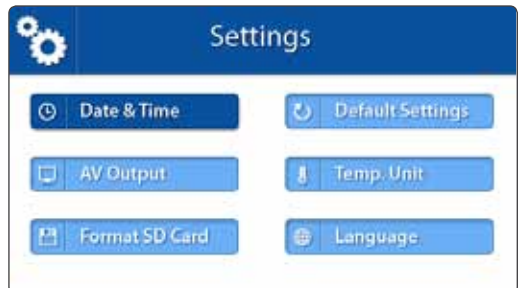 Settings
Date & Time
Default Settings
AV Output
Temp. Unit
Format SD Card
Language